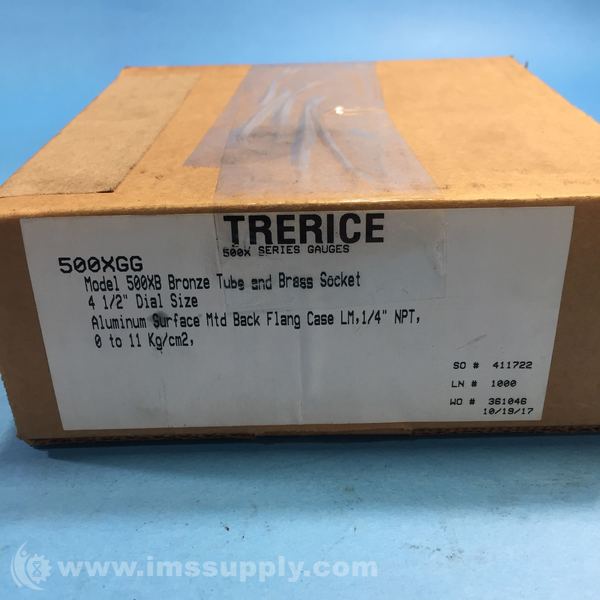 TRERICE
500X SERIES GAUGES
500XGG
Model 500XB Bronze Tube and Brass Socket
4 1/2" Dial Size
Aluminum Surface Mtd Back Flang Case LM,1/4" NPT,
0 to 11 Kg/cm2,
SO # 411722
LN # 1000
WO # 361046
10/19/17
www.imssupply.com